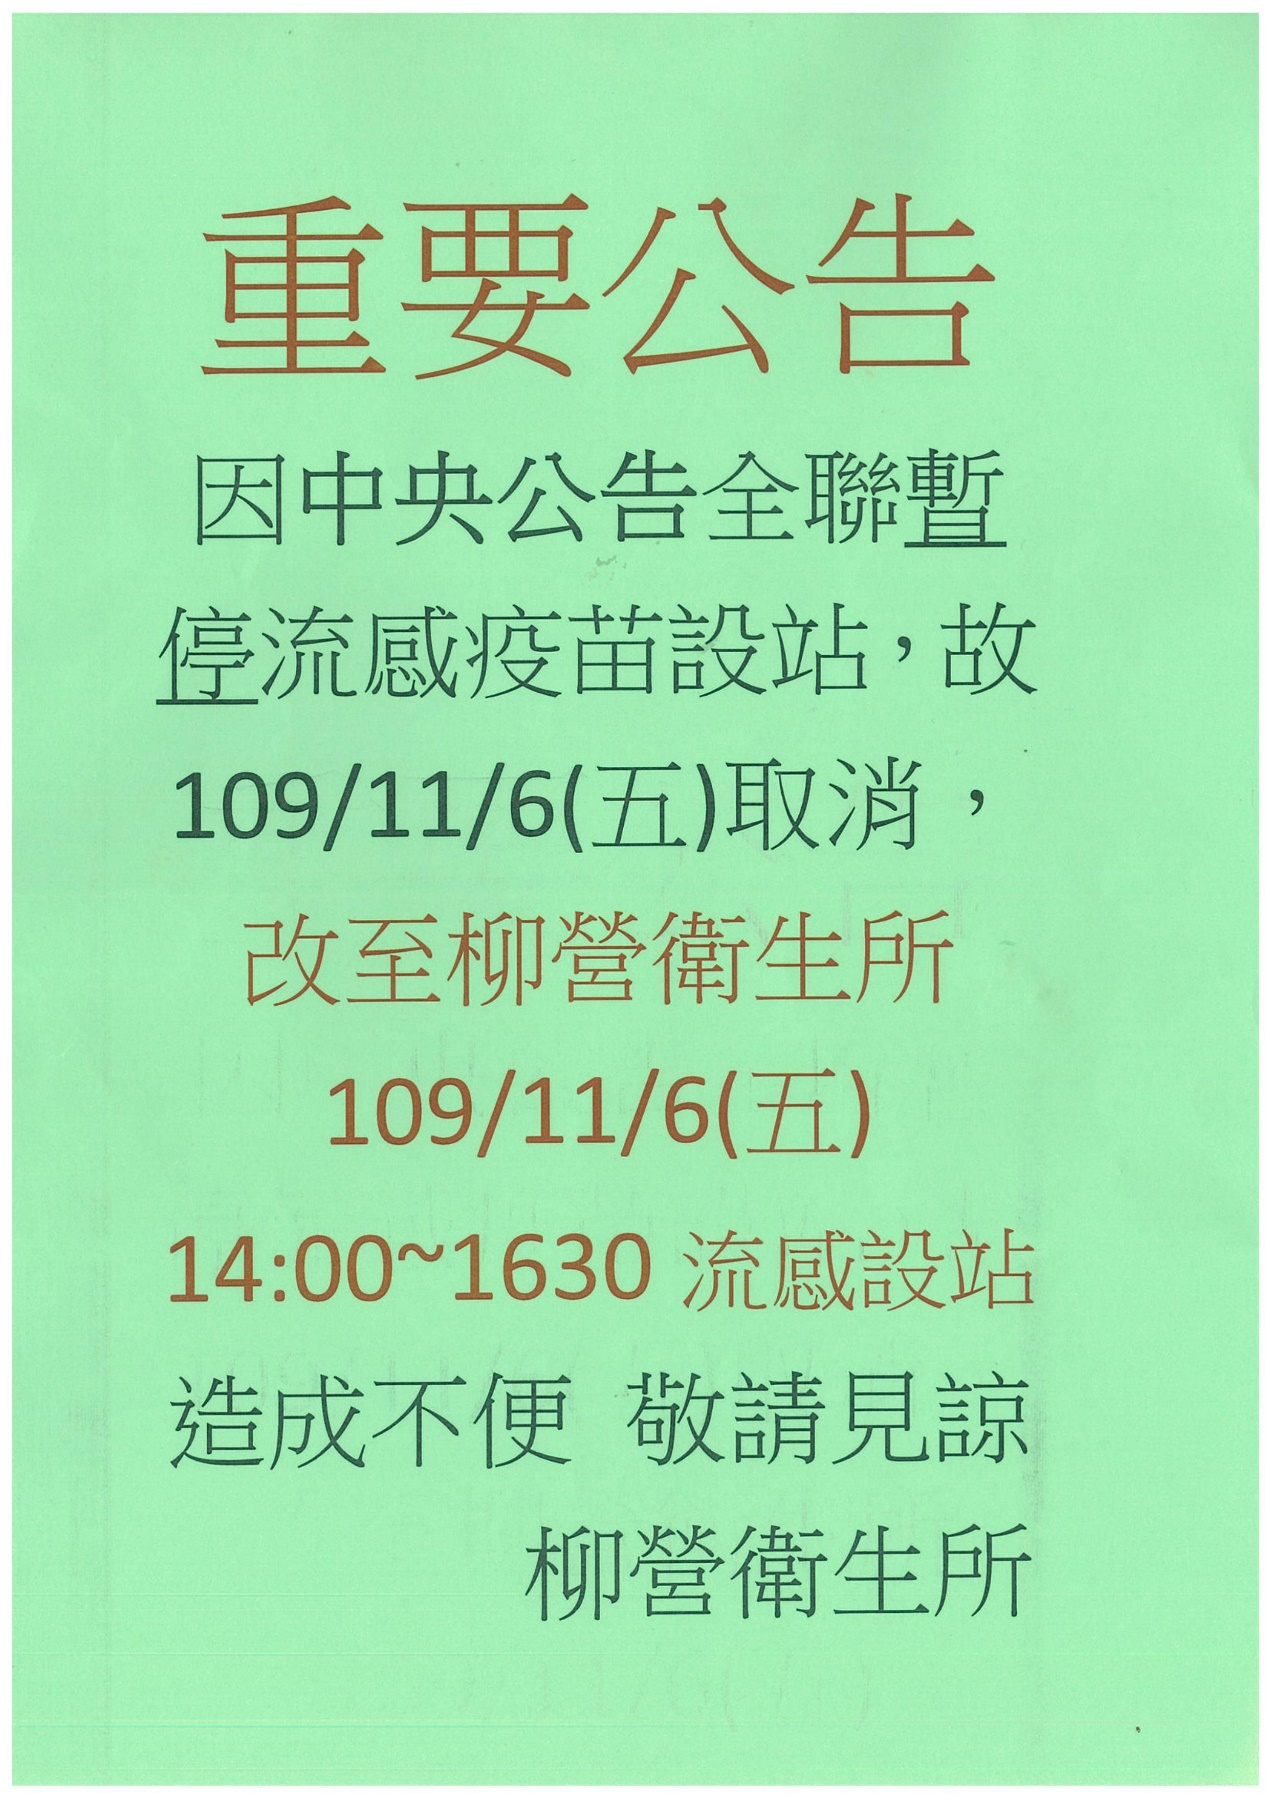 重要公告
因中央公告全聯暫
停流感疫苗設站，故
109/11/6(五)取消，
改至柳營衛生所
109/11/6(五)
14:00~1630 流感設站
造成不便 敬請見諒
柳營衛生所